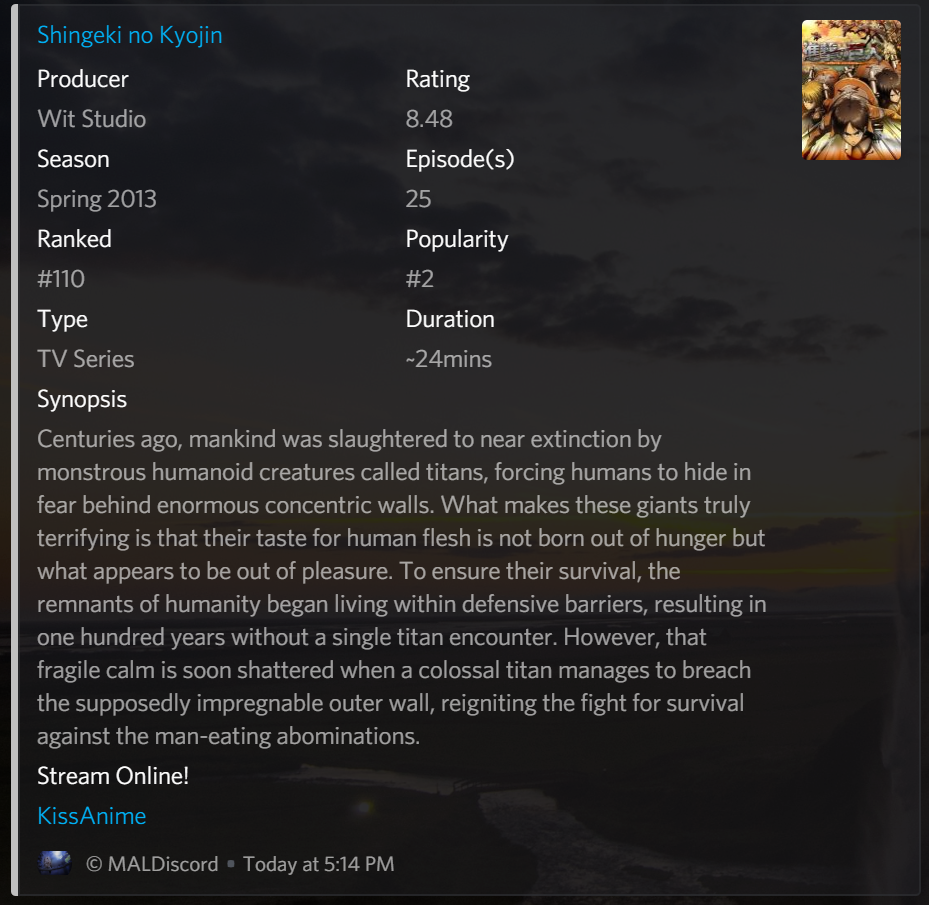 Shingeki no Kyojin
Producer
Rating
Wit Studio
8.48
Season
Episode(s)
Spring 2013
25
Ranked
Popularity
#110
#2
Type
Duration
TV Series
~24mins
Synopsis
Centuries ago, mankind was slaughtered to near extinction by
monstrous humanoid creatures called titans, forcing humans to hide in
fear behind enormous concentric walls. What makes these giants truly
terrifying is that their taste for human flesh is not born out of hunger but
what appears to be out of pleasure. To ensure their survival, the
remnants of humanity began living within defensive barriers, resulting in
one hundred years without a single titan encounter. However, that
fragile calm is soon shattered when a colossal titan manages to breach
the supposedly impregnable outer wall, reigniting the fight for survival
against the man-eating abominations.
Stream Online!
KissAnime
© MALDiscord ▪ Today at 5:14 PM
進撃の巨人